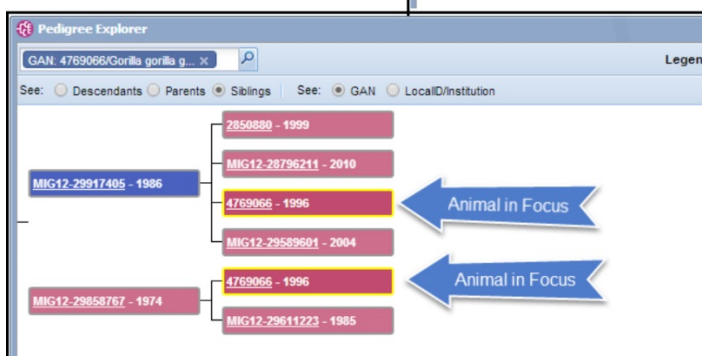 Pedigree Explorer
GAN: 4769066/Gorilla gorilla g... ×
Legen
See: Descendants Parents Siblings See: GAN LocalID/Institution
2850880 - 1999
MIG12-28796211 - 2010
MIG12-29917405 - 1986
4769066 - 1996
Animal in Focus
MIG12-29589601 - 2004
4769066 - 1996
Animal in Focus
MIG12-29858767 - 1974
MIG12-29611223 - 1985